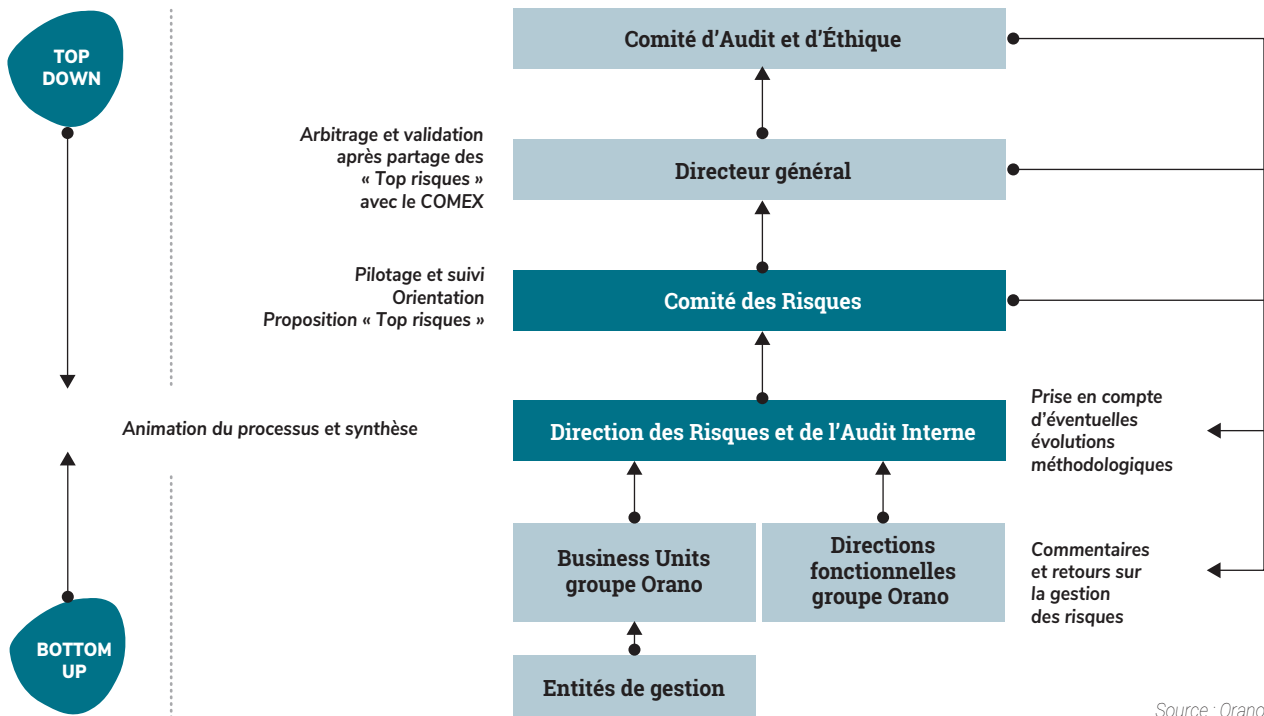 TOP
DOWN
Comité d'Audit et d'Éthique
Arbitrage et validation
après partage des
« Top risques »
avec le COMEX
Directeur général
Pilotage et suivi
Orientation
Proposition « Top risques »
Comité des Risques
Animation du processus et synthèse
Direction des Risques et de l'Audit Interne
Prise en compte
d'éventuelles
évolutions
méthodologiques
Business Units
groupe Orano
Directions
fonctionnelles
groupe Orano
Commentaires
et retours sur
la gestion
des risques
BOTTOM
UP
Entités de gestion
Source : Orano